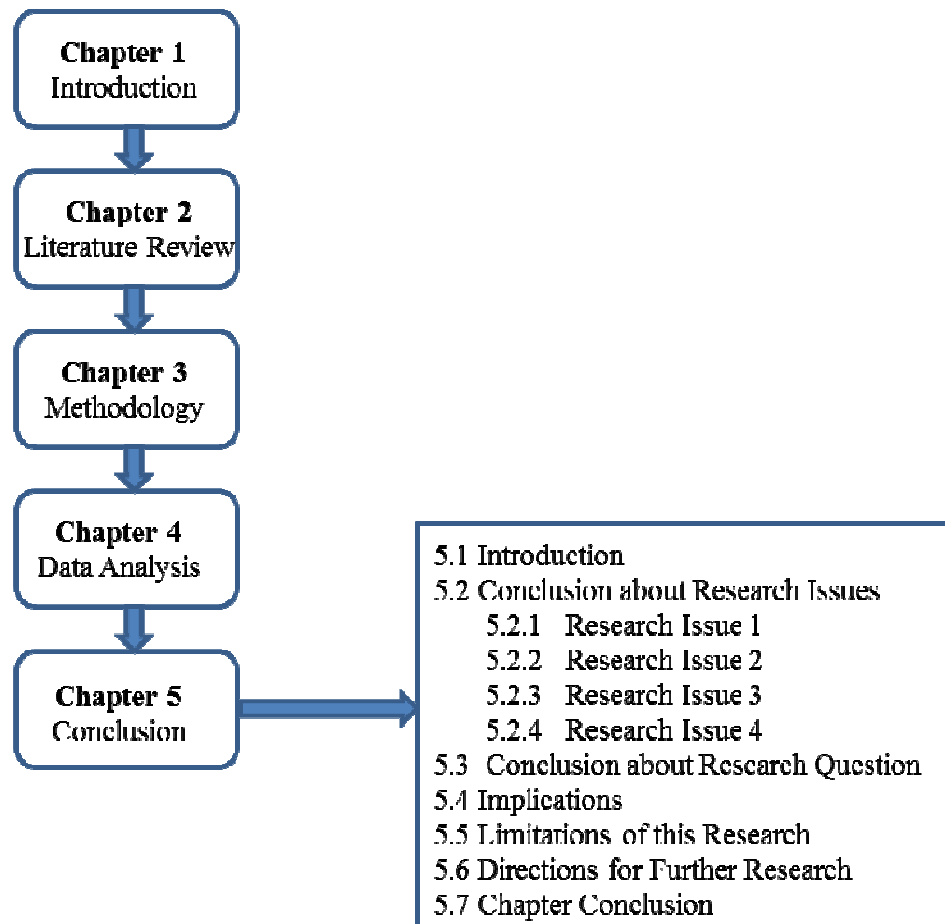 Chapter 1
Introduction
Chapter 2
Literature Review
Chapter 3
Methodology
Chapter 4
Data Analysis
Chapter 5
Conclusion
5.1 Introduction
5.2 Conclusion about Research Issues
5.2.1 Research Issue 1
5.2.2 Research Issue 2
5.2.3 Research Issue 3
5.2.4 Research Issue 4
5.3 Conclusion about Research Question
5.4 Implications
5.5 Limitations of this Research
5.6 Directions for Further Research
5.7 Chapter Conclusion